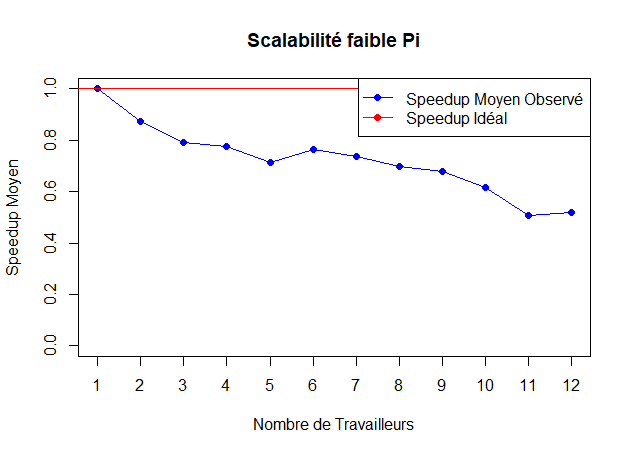 Scalabilité faible Pi
Speedup Moyen Observé
Speedup Idéal
Speedup Moyen
1.0
0.8
0.6
0.4
0.2
0.0
1 2 3 4 5 6 7 8 9 10 11 12
Nombre de Travailleurs